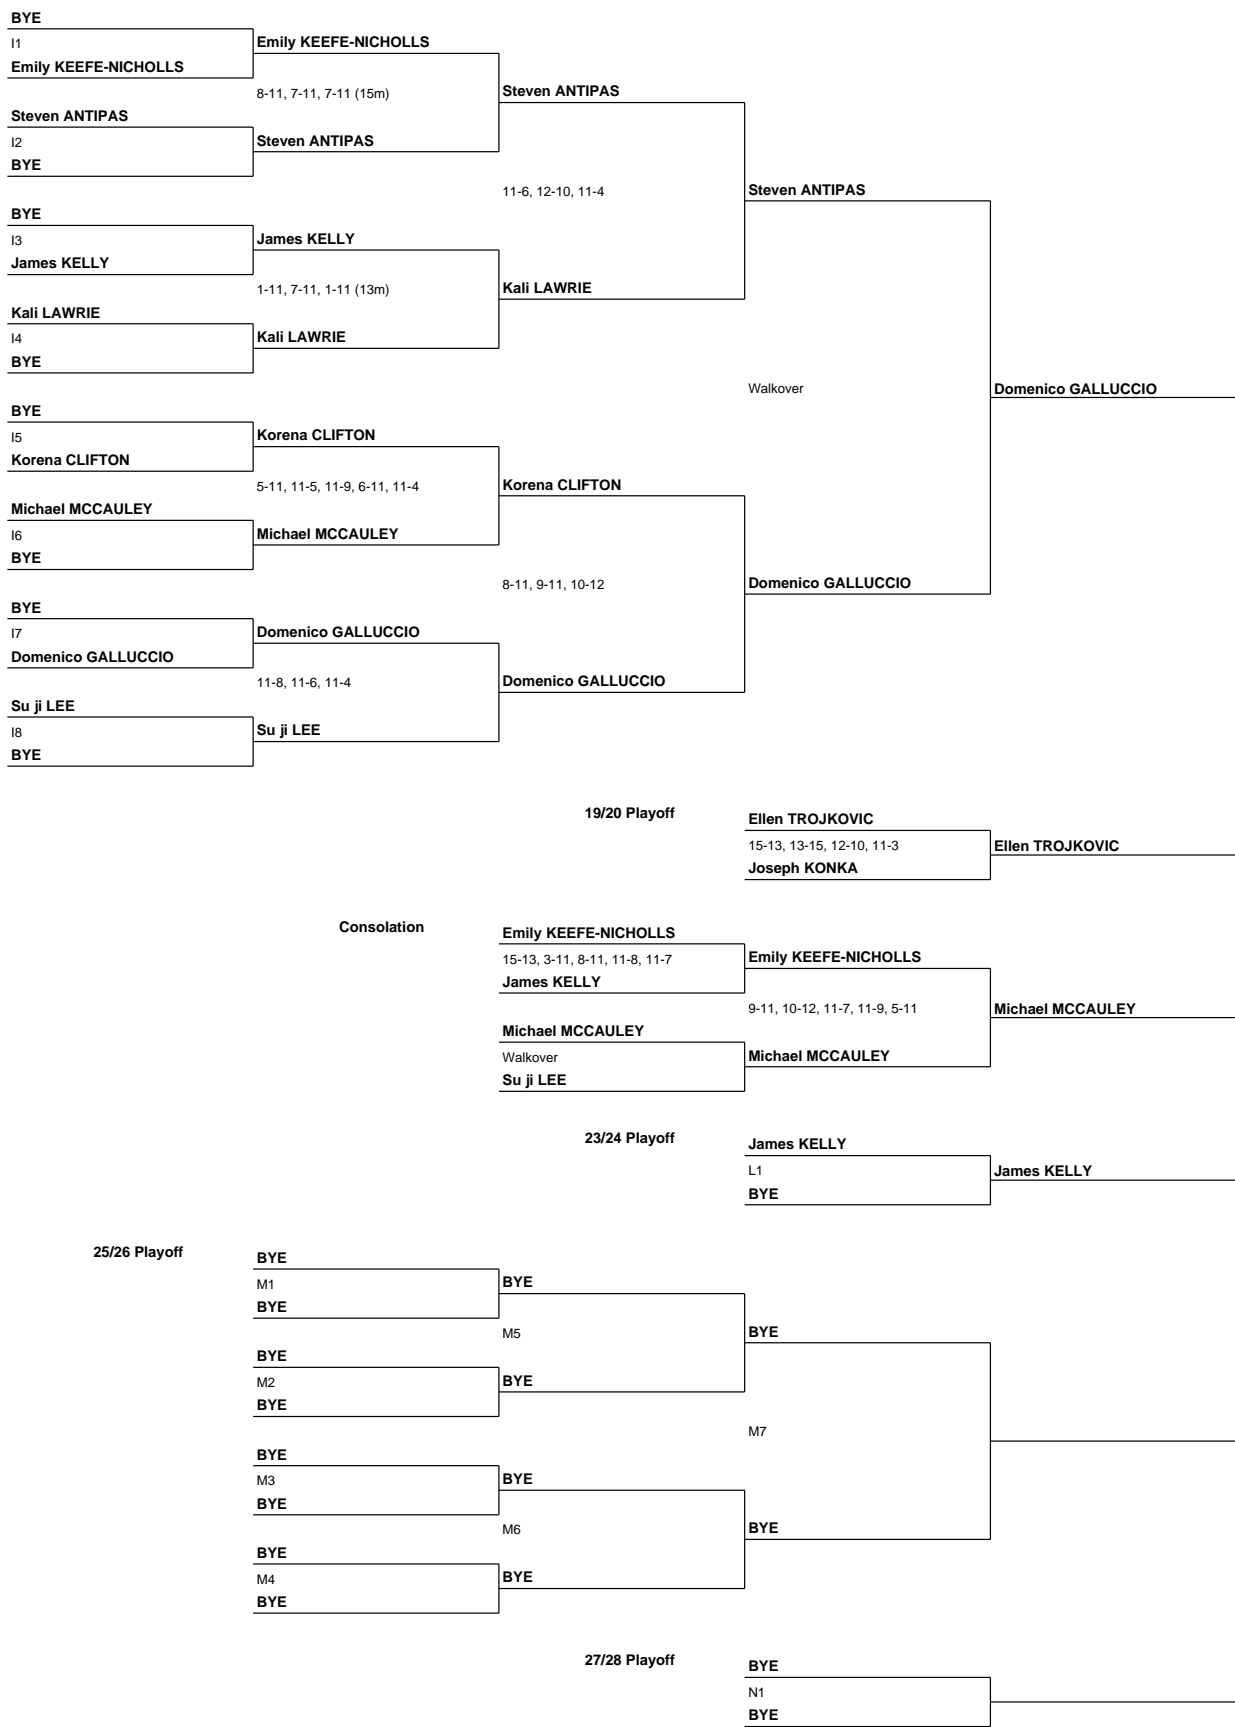 BYE
I1
Emily KEEFE-NICHOLLS
Emily KEEFE-NICHOLLS
8-11, 7-11, 7-11 (15m)
Steven ANTIPAS
Steven ANTIPAS
I2
Steven ANTIPAS
BYE
11-6, 12-10, 11-4
Steven ANTIPAS
BYE
I3
James KELLY
James KELLY
1-11, 7-11, 1-11 (13m)
Kali LAWRIE
Kali LAWRIE
I4
Kali LAWRIE
BYE
Walkover
Domenico GALLUCCIO
BYE
I5
Korena CLIFTON
Korena CLIFTON
5-11, 11-5, 11-9, 6-11, 11-4
Korena CLIFTON
Michael MCCAULEY
I6
Michael MCCAULEY
BYE
8-11, 9-11, 10-12
Domenico GALLUCCIO
BYE
I7
Domenico GALLUCCIO
Domenico GALLUCCIO
11-8, 11-6, 11-4
Domenico GALLUCCIO
Su ji LEE
I8
Su ji LEE
BYE
19/20 Playoff
Ellen TROJKOVIC
15-13, 13-15, 12-10, 11-3
Ellen TROJKOVIC
Joseph KONKA
Consolation
Emily KEEFE-NICHOLLS
15-13, 3-11, 8-11, 11-8, 11-7
Emily KEEFE-NICHOLLS
James KELLY
9-11, 10-12, 11-7, 11-9, 5-11
Michael MCCAULEY
Michael MCCAULEY
Walkover
Michael MCCAULEY
Su ji LEE
23/24 Playoff
James KELLY
L1
James KELLY
BYE
25/26 Playoff
BYE
M1
BYE
BYE
M5
BYE
BYE
M2
BYE
BYE
M7
BYE
M3
BYE
BYE
M6
BYE
BYE
M4
BYE
BYE
27/28 Playoff
BYE
N1
BYE